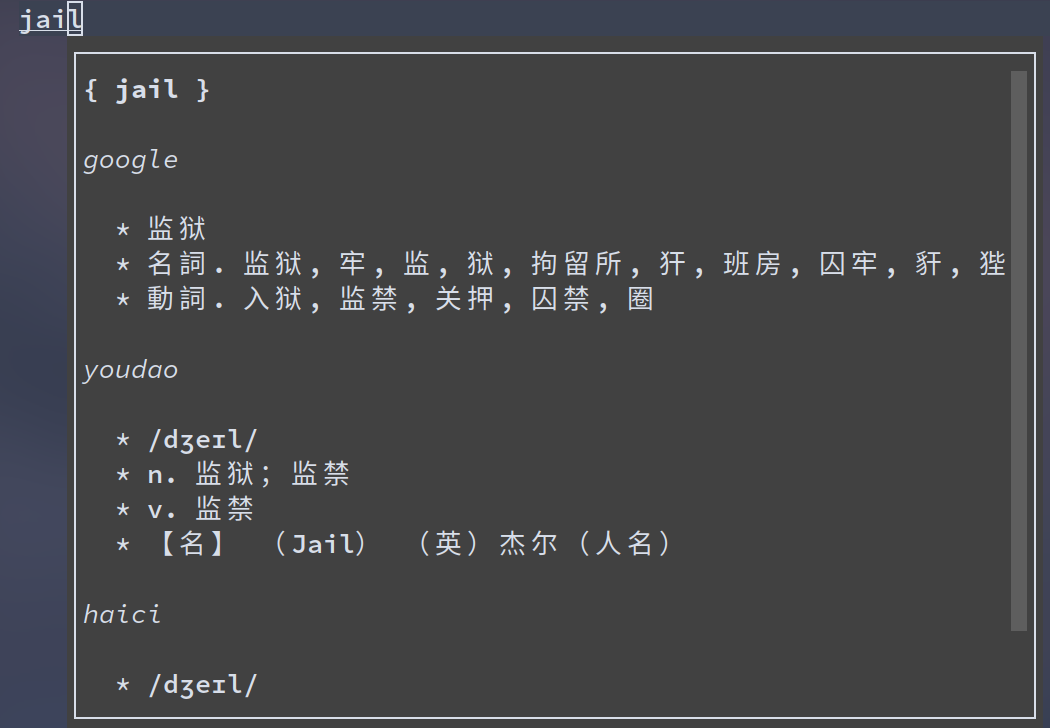 jail
{ jail }
google
* 监狱
* 名詞. 监狱, 牢, 监, 狱, 拘留所, 犴, 班房, 囚牢, 豻, 狴
* 動詞. 入狱, 监禁, 关押, 囚禁, 圈
youdao
* /dʒeɪl/
* n. 监狱；监禁
* v. 监禁
* 【名】 （Jail） （英）杰尔（人名）
haici
* /dʒeɪl/